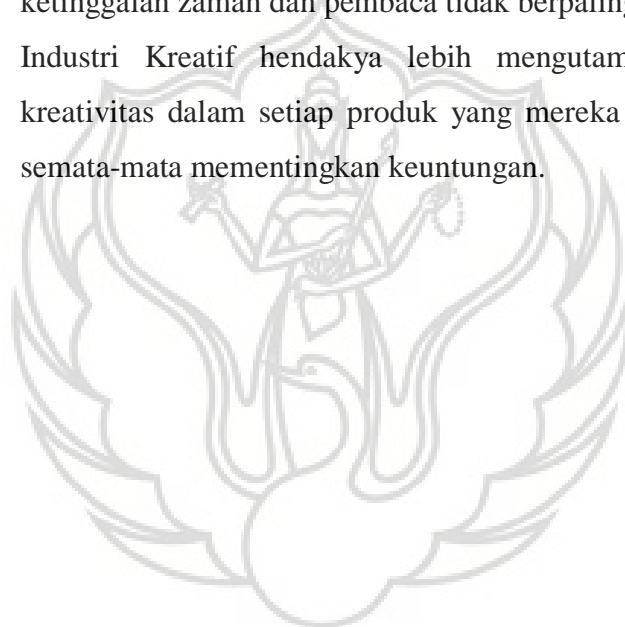 ketinggalan zaman dan pembaca tidak berpaling
Industri Kreatif hendakya lebih mengutam
kreativitas dalam setiap produk yang mereka
semata-mata mementingkan keuntungan.